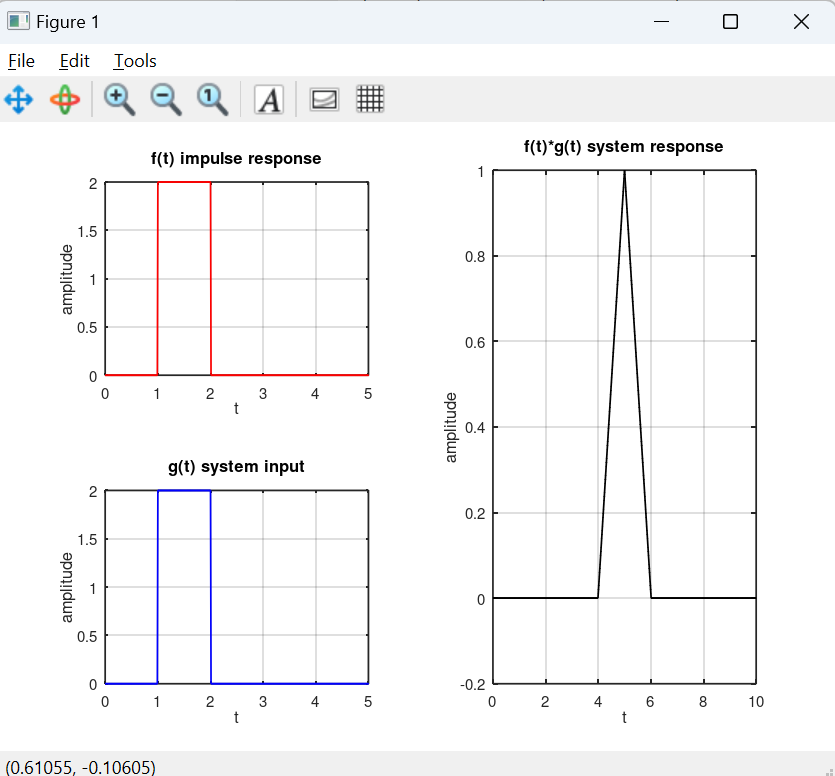 Figure 1
File Edit Tools
f(t) impulse response
2
1.5
1
0.5
0
amplitude
0 1 2 3 4 5
t
g(t) system input
2
1.5
1
0.5
0
amplitude
0 1 2 3 4 5
t
f(t)*g(t) system response
1
0.8
0.6
0.4
0.2
0
-0.2
amplitude
0 2 4 6 8 10
t
(0.61055, -0.10605)